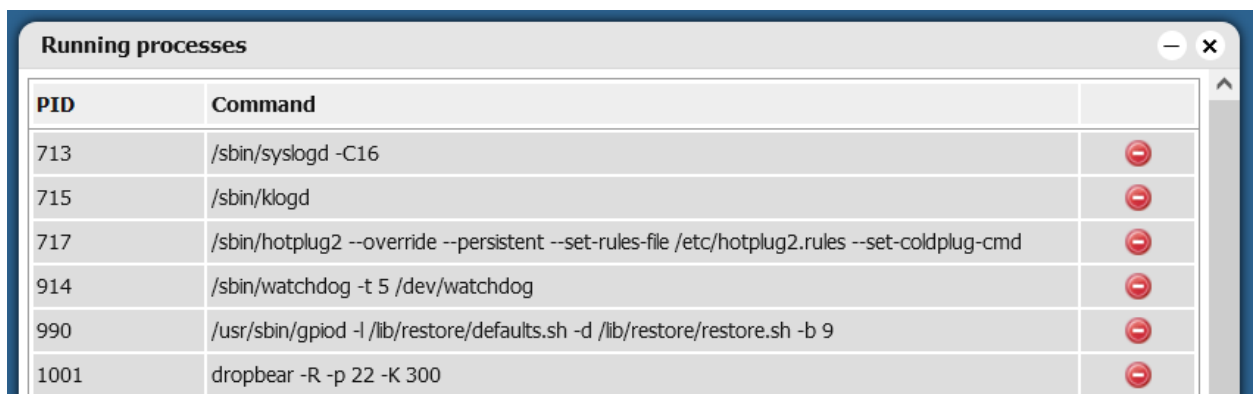 Running processes
PID Command
713 /sbin/syslogd -C16
715 /sbin/klogd
717 /sbin/hotplug2 --override --persistent --set-rules-file /etc/hotplug2.rules --set-coldplug-cmd
914 /sbin/watchdog -t 5 /dev/watchdog
990 /usr/sbin/gpiod -l /lib/restore/defaults.sh -d /lib/restore/restore.sh -b 9
1001 dropbear -R -p 22 -K 300